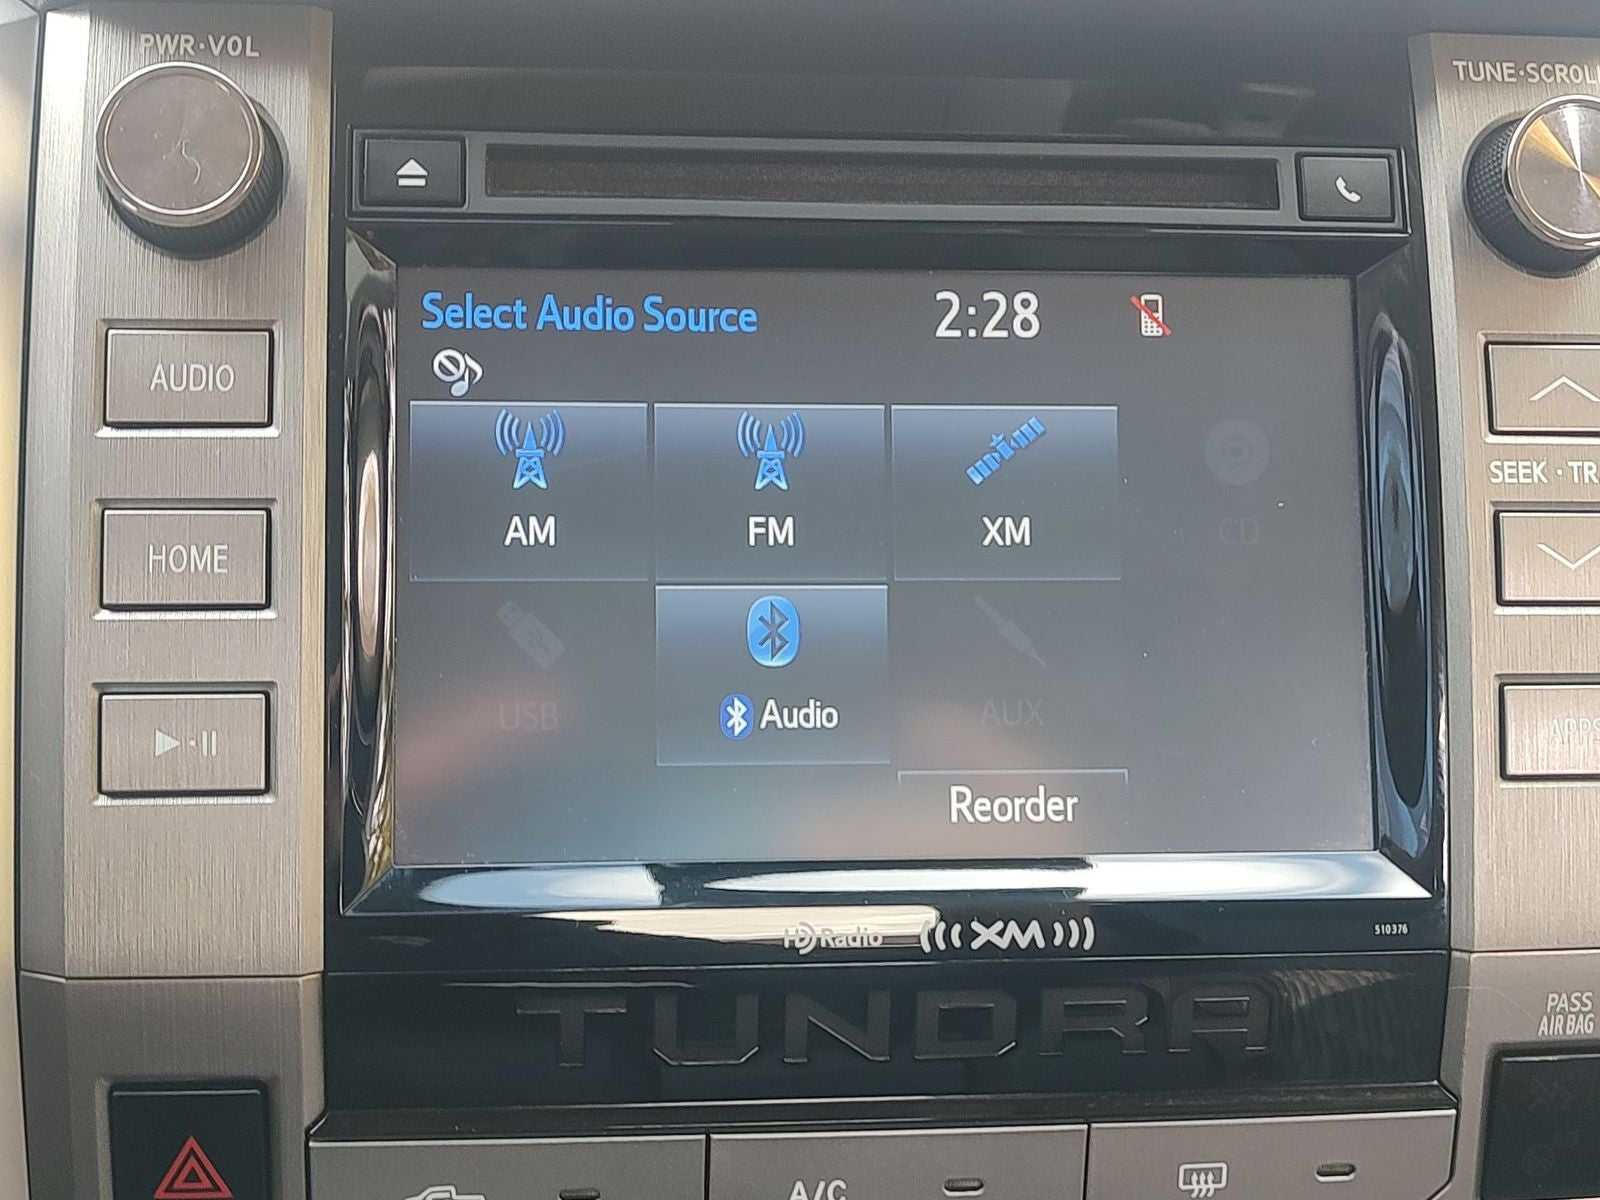 PWR·VOL
TUNE·SCROLL
Select Audio Source
2:28
AUDIO
AM
FM
XM
CD
SEEK · TR
HOME
USB
Audio
AUX
APPS
Reorder
HD Radio
XM
510376
TUNDRA
PASS
AIR BAG
A/C